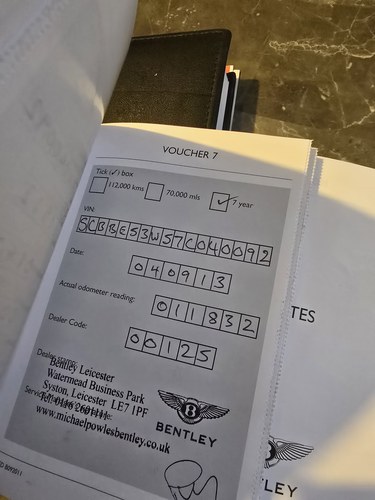 VOUCHER 7
Tick (✓) box
112,000 kms 70,000 mls ✓ 7 year
VIN:
SCBBE53W57C040092
Date:
040913
Actual odometer reading:
011832
Dealer Code:
00125
Dealer stamp:
Bentley Leicester
Watermead Business Park
Syston, Leicester LE7 1PF
www.michaelpowlesbentley.co.uk
B
BENTLEY
TES